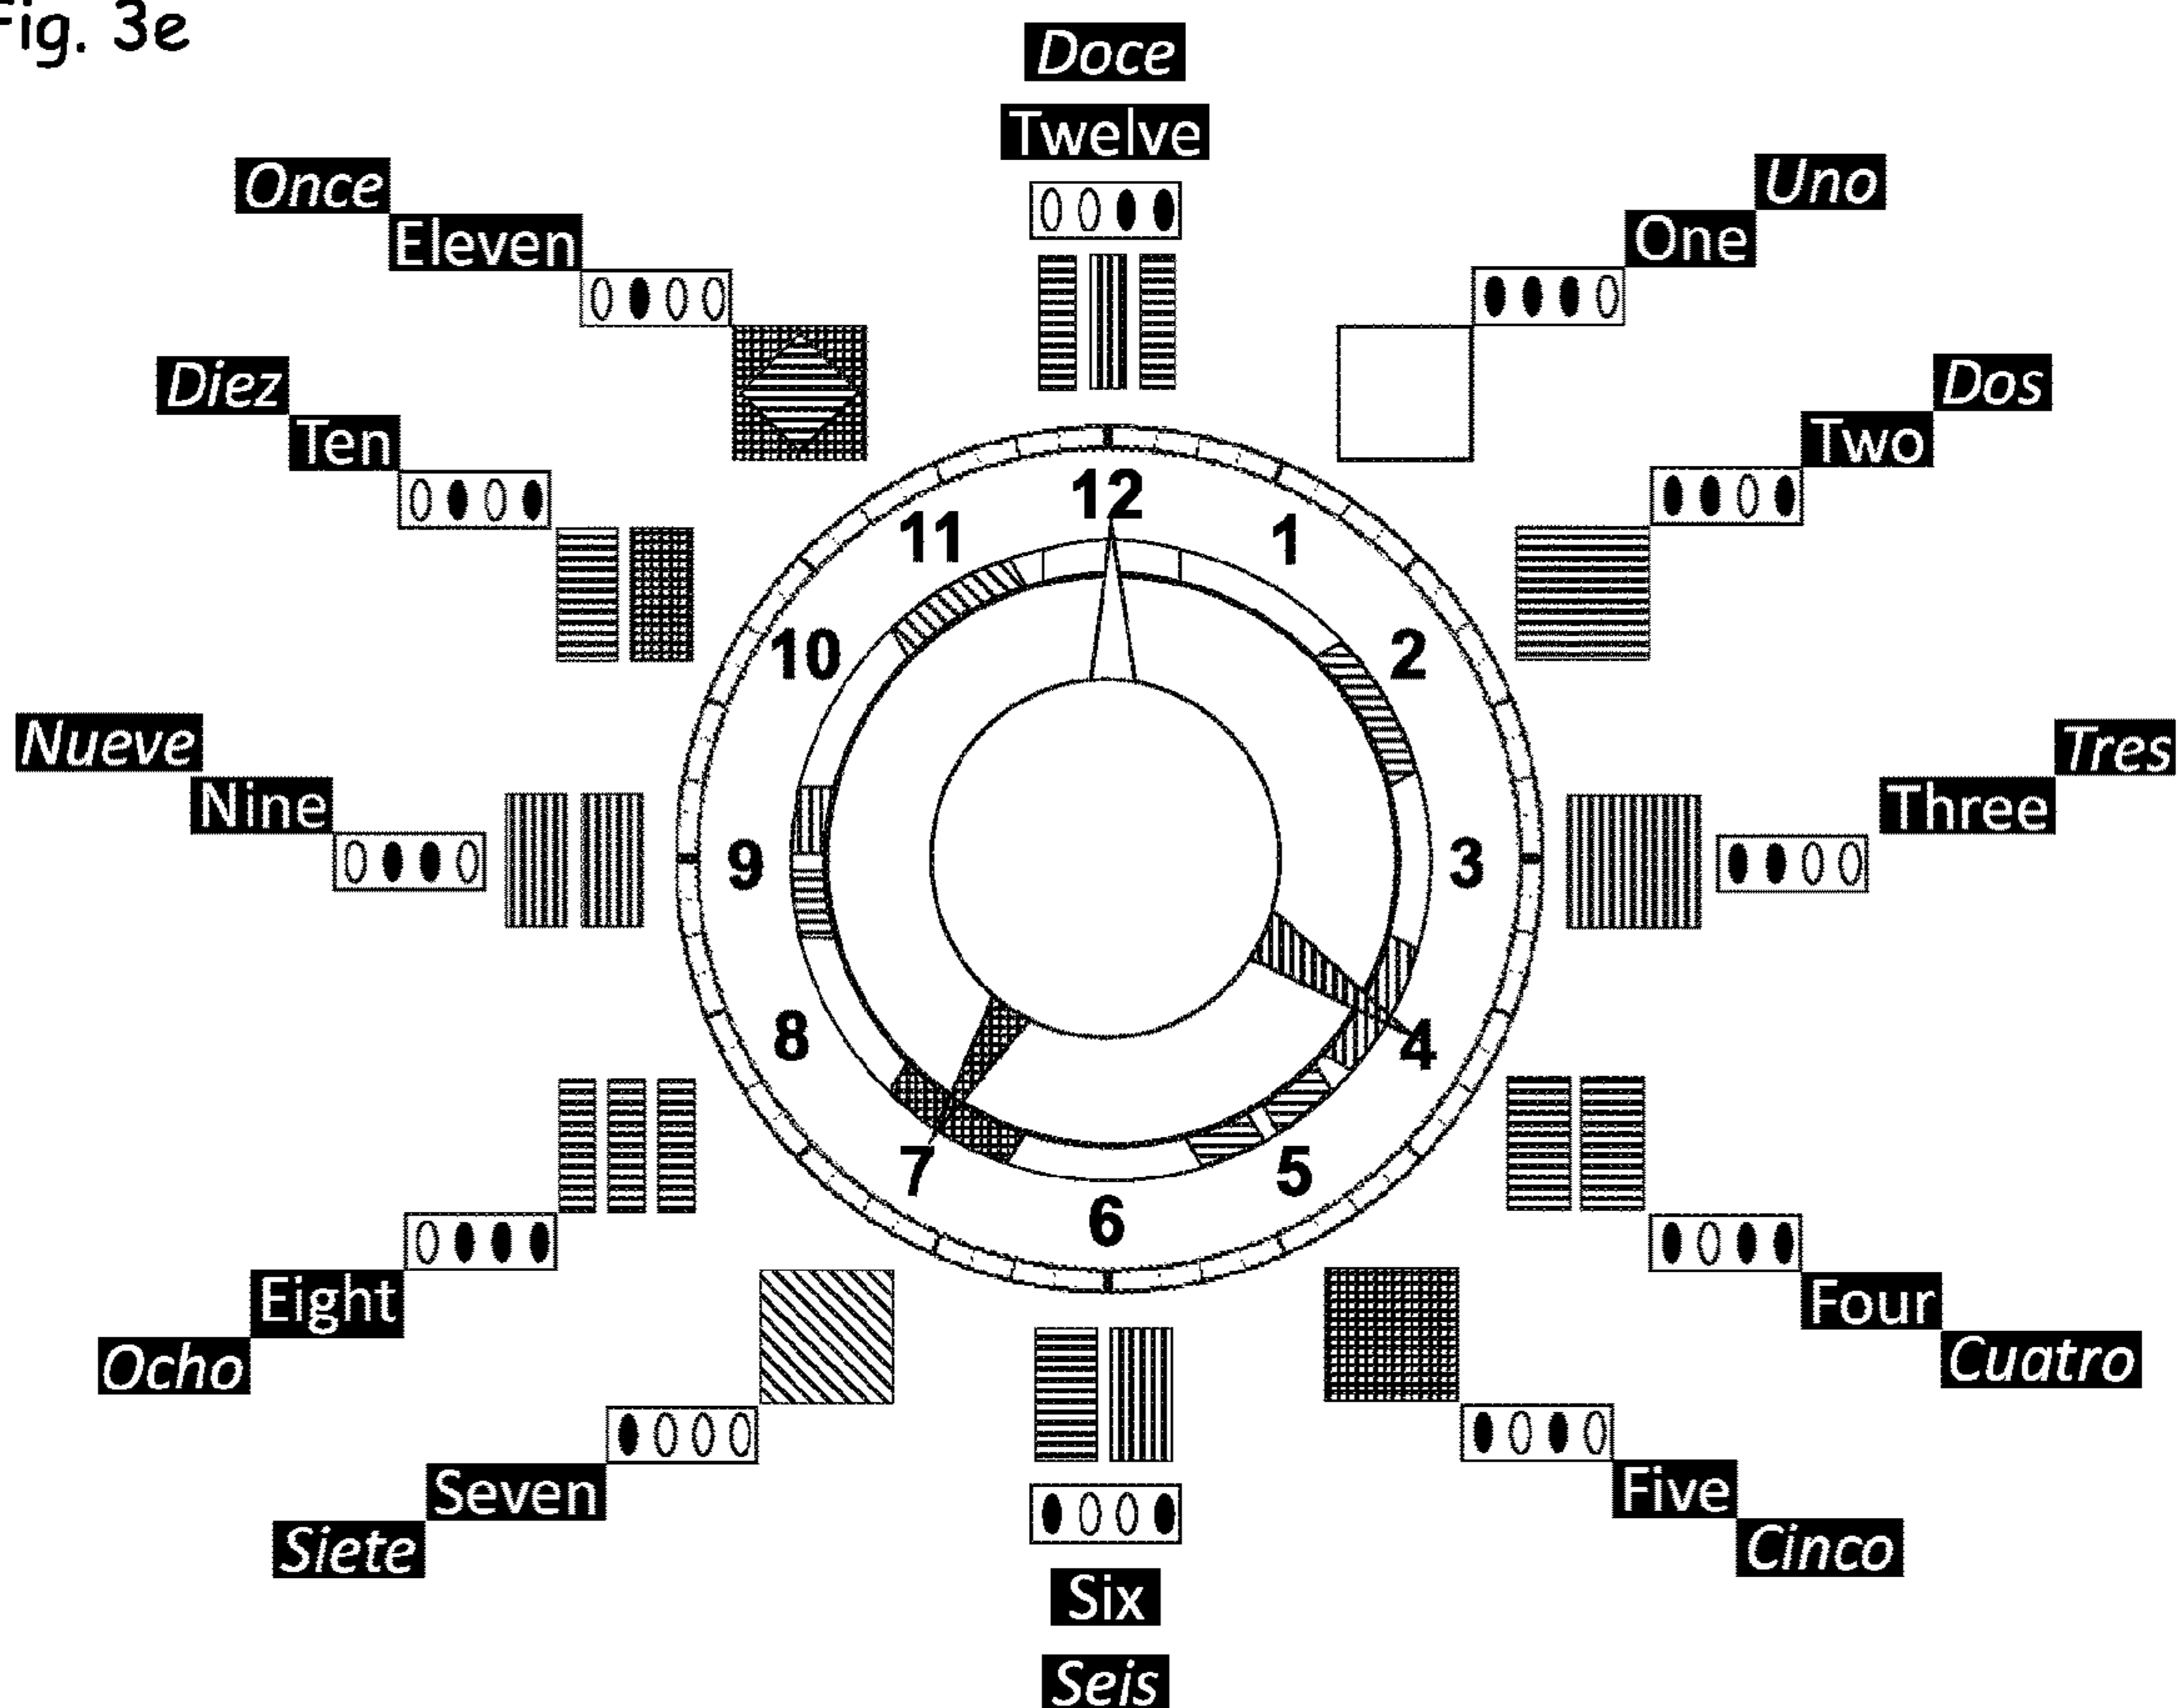 Fig. 3e
Doce
Twelve
Once
Eleven
Uno
One
Diez
Ten
Dos
Two
Nueve
Nine
Tres
Three
12
11
1
10
2
9
3
8
4
7
5
6
Eight
Ocho
Four
Cuatro
Seven
Siete
Five
Cinco
Six
Seis